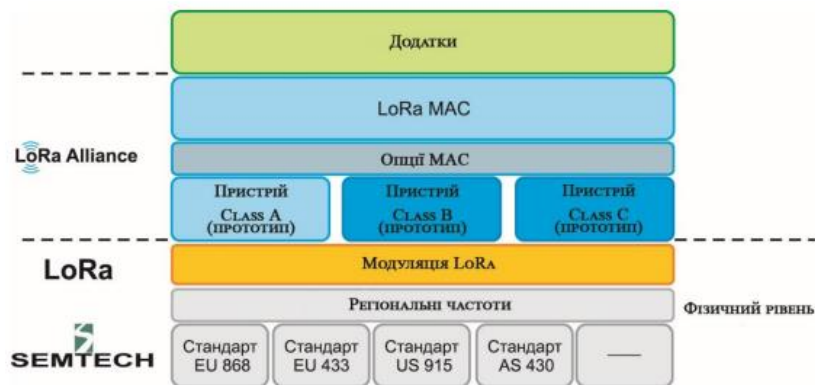 Додатки
LoRa MAC
LoRa Alliance
Опції MAC
Пристрій
Class A
(прототип)
Пристрій
Class B
(прототип)
Пристрій
Class C
(прототип)
LoRa
Модуляція LoRa
Регіональні частоти
Фізичний рівень
SEMTECH
Стандарт
EU 868
Стандарт
EU 433
Стандарт
US 915
Стандарт
AS 430